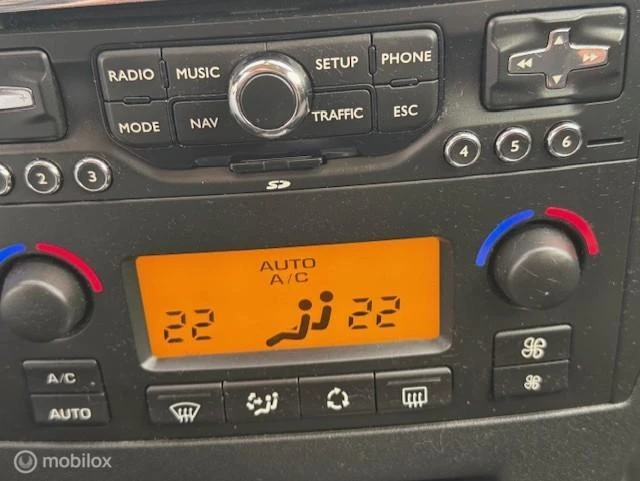 RADIO MUSIC SETUP PHONE
MODE NAV TRAFFIC ESC
2 3 4 5 6
SD
AUTO
A/C
22 22
A/C
AUTO
mobilox